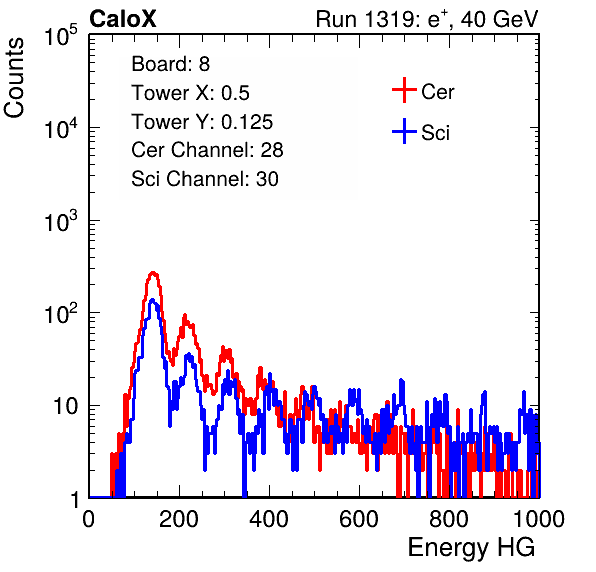 CaloX Run 1319: e⁺, 40 GeV
Counts
10⁵
10⁴
10³
10²
10
1
Board: 8
Tower X: 0.5
Tower Y: 0.125
Cer Channel: 28
Sci Channel: 30
Cer
Sci
0 200 400 600 800 1000
Energy HG